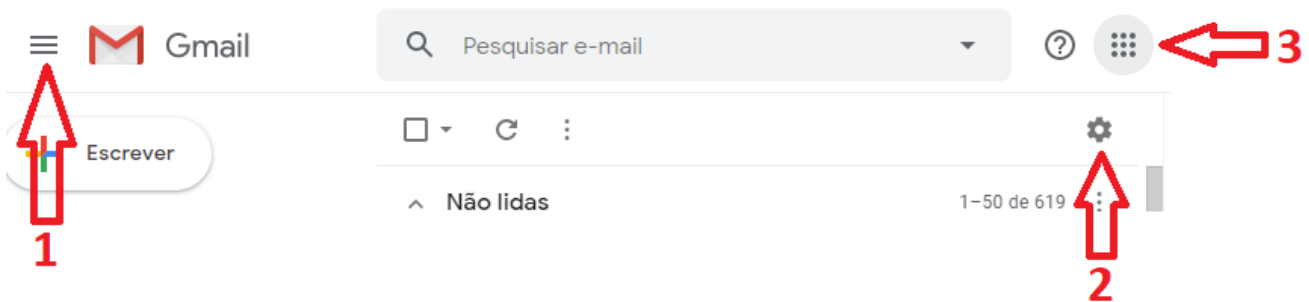 Gmail
Pesquisar e-mail
3
Escrever
Não lidas
1–50 de 619
1
2